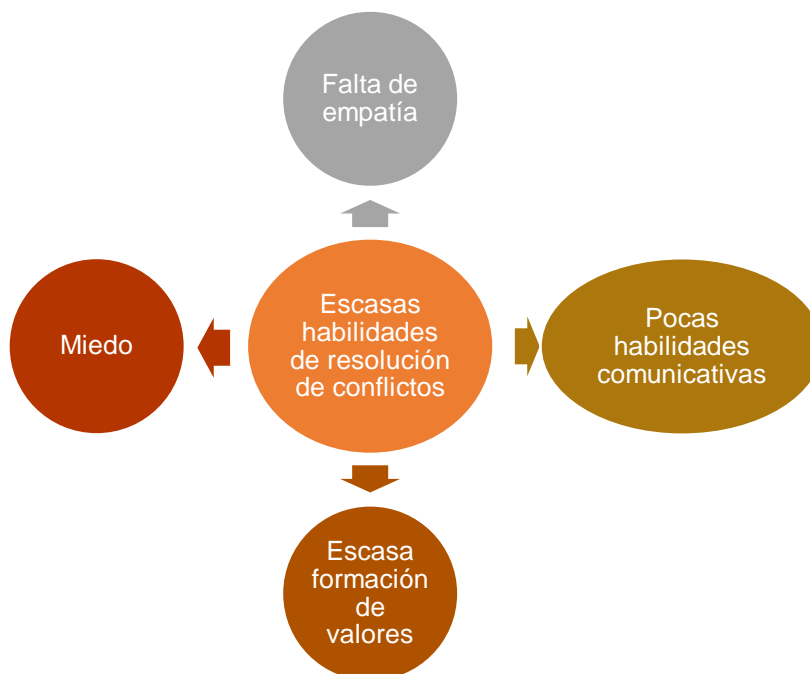 Falta de
empatía
Miedo
Escasas
habilidades
de resolución
de conflictos
Pocas
habilidades
comunicativas
Escasa
formación
de
valores